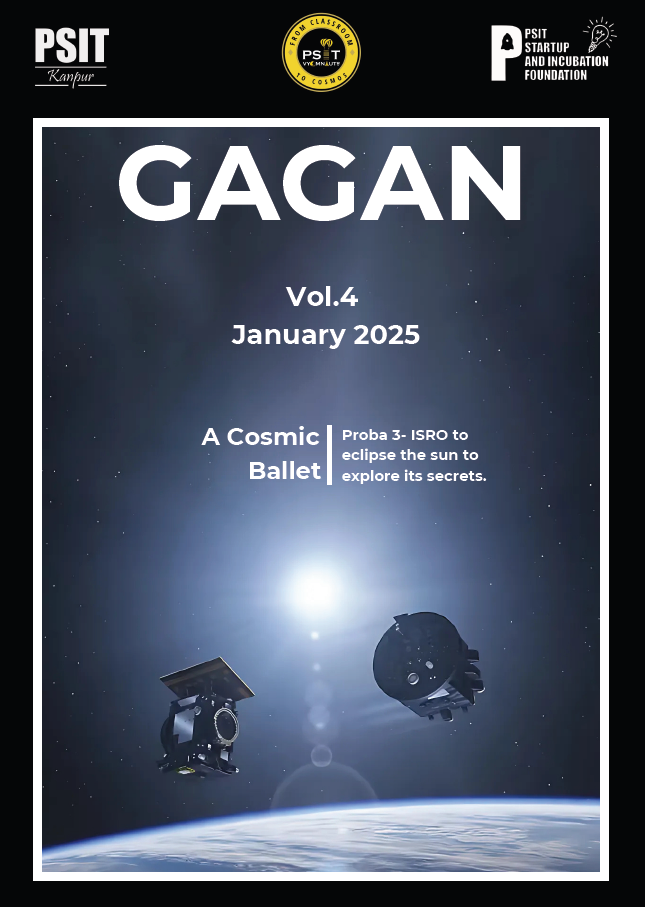 PSIT
Kanpur
FROM CLASSROOM
PSIT
VYOMNAUTS
TO COSMOS
PSIT
STARTUP
AND INCUBATION
FOUNDATION
GAGAN
Vol.4
January 2025
A Cosmic
Ballet
Proba 3- ISRO to
eclipse the sun to
explore its secrets.